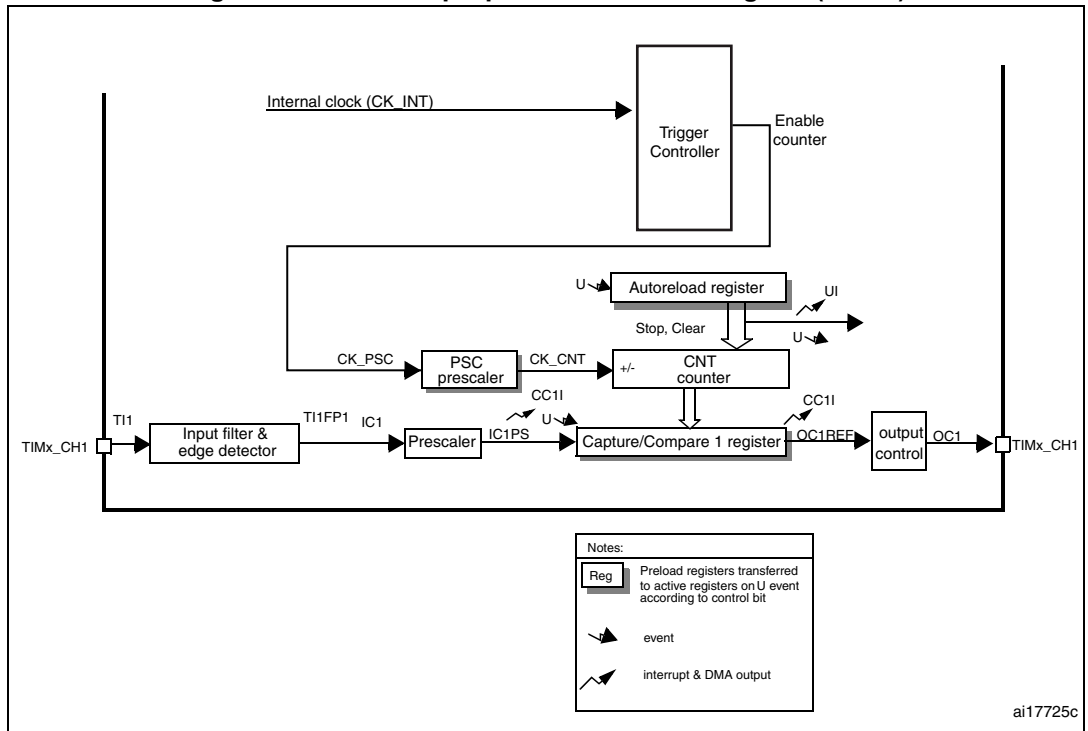 Internal clock (CK_INT)
Trigger
Controller
Enable
counter
U
Autoreload register
UI
Stop, Clear
U
CK_PSC
PSC
prescaler
CK_CNT
+/-
CNT
counter
CC1I
U
CC1I
TIMx_CH1
TI1
Input filter &
edge detector
TI1FP1
IC1
Prescaler
IC1PS
Capture/Compare 1 register
OC1REF
output
control
OC1
TIMx_CH1
Notes:
Reg
Preload registers transferred
to active registers on U event
according to control bit
event
interrupt & DMA output
ai17725c